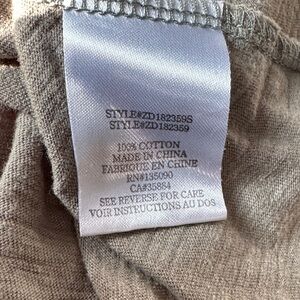 STYLE#ZD182359S
STYLE#ZD182359
100% COTTON
MADE IN CHINA
FABRIQUE EN CHINE
RN#135090
CA#35884
SEE REVERSE FOR CARE
VOIR INSTRUCTIONS AU DOS